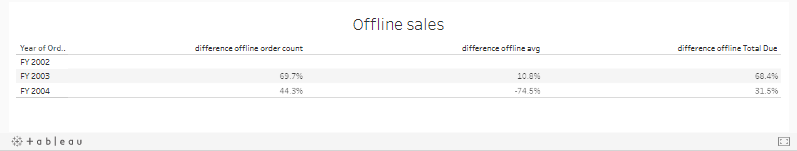 Offline sales
Year of Ord.. difference offline order count difference offline avg difference offline Total Due
FY 2002
FY 2003 69.7% 10.8% 68.4%
FY 2004 44.3% -74.5% 31.5%
+ableau